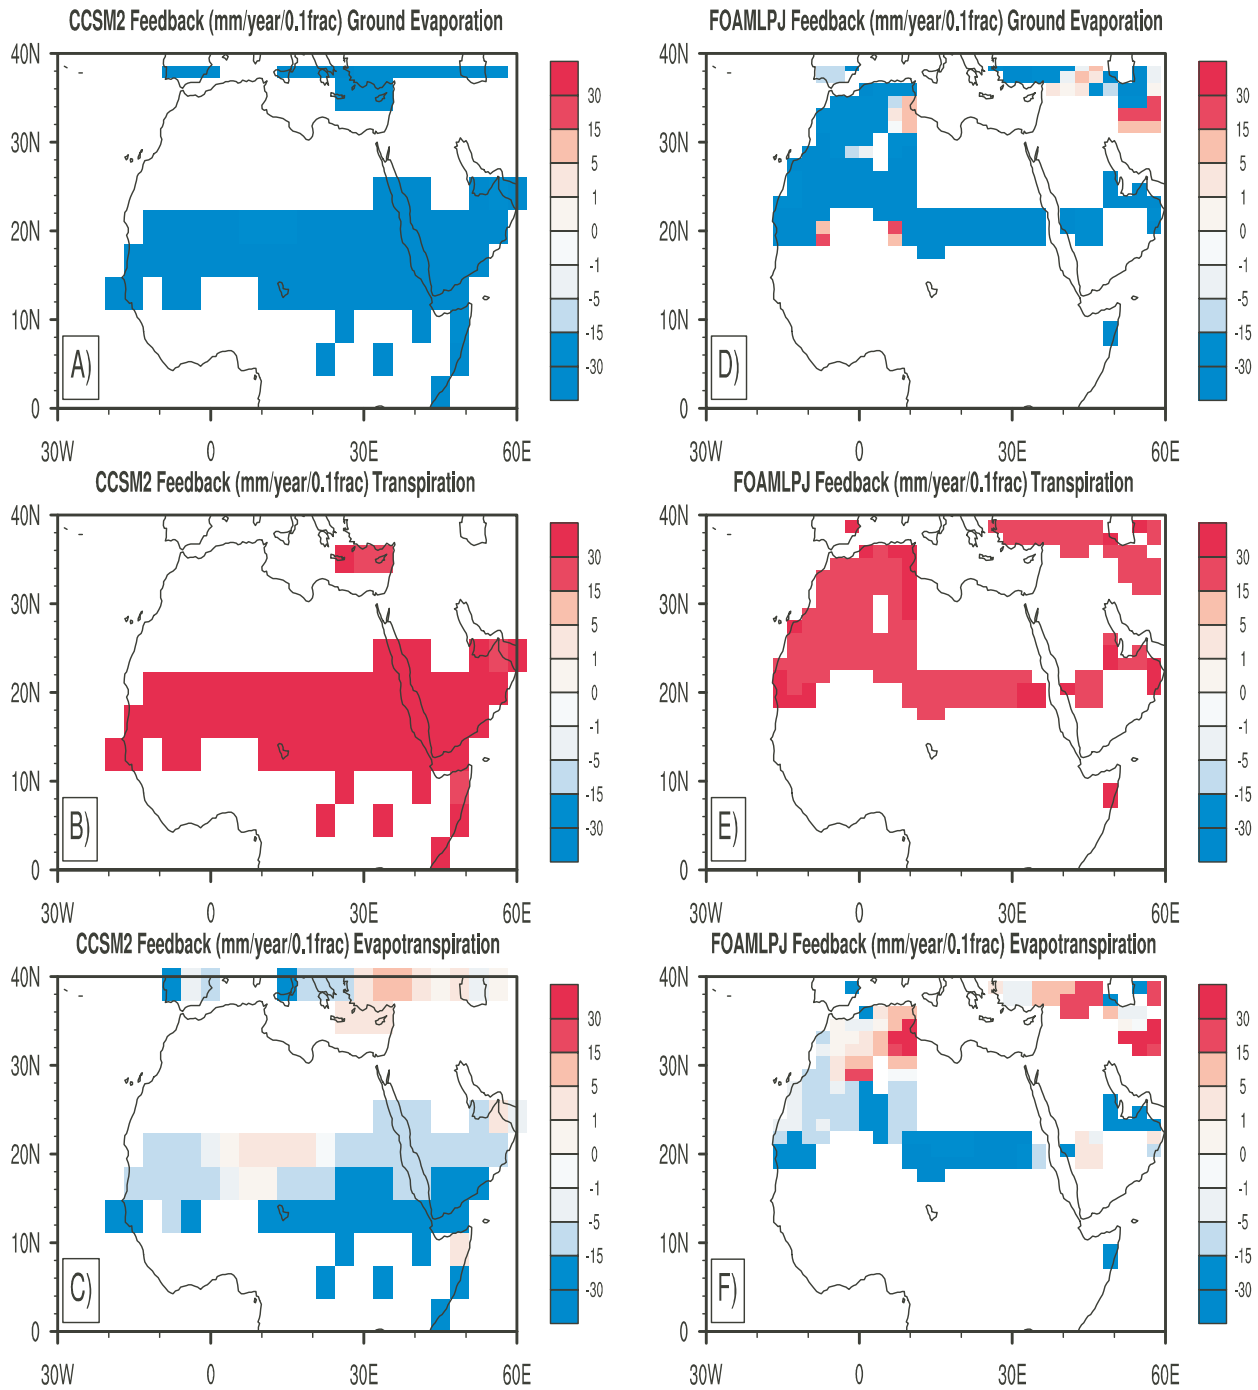 CCSM2 Feedback (mm/year/0.1frac) Ground Evaporation
40N
30N
20N
10N
0
30W 0 30E 60E
A)
30
15
5
1
0
-1
-5
-15
-30
FOAMLPJ Feedback (mm/year/0.1frac) Ground Evaporation
40N
30N
20N
10N
0
30W 0 30E 60E
D)
30
15
5
1
0
-1
-5
-15
-30
CCSM2 Feedback (mm/year/0.1frac) Transpiration
40N
30N
20N
10N
0
30W 0 30E 60E
B)
30
15
5
1
0
-1
-5
-15
-30
FOAMLPJ Feedback (mm/year/0.1frac) Transpiration
40N
30N
20N
10N
0
30W 0 30E 60E
E)
30
15
5
1
0
-1
-5
-15
-30
CCSM2 Feedback (mm/year/0.1frac) Evapotranspiration
40N
30N
20N
10N
0
30W 0 30E 60E
C)
30
15
5
1
0
-1
-5
-15
-30
FOAMLPJ Feedback (mm/year/0.1frac) Evapotranspiration
40N
30N
20N
10N
0
30W 0 30E 60E
F)
30
15
5
1
0
-1
-5
-15
-30